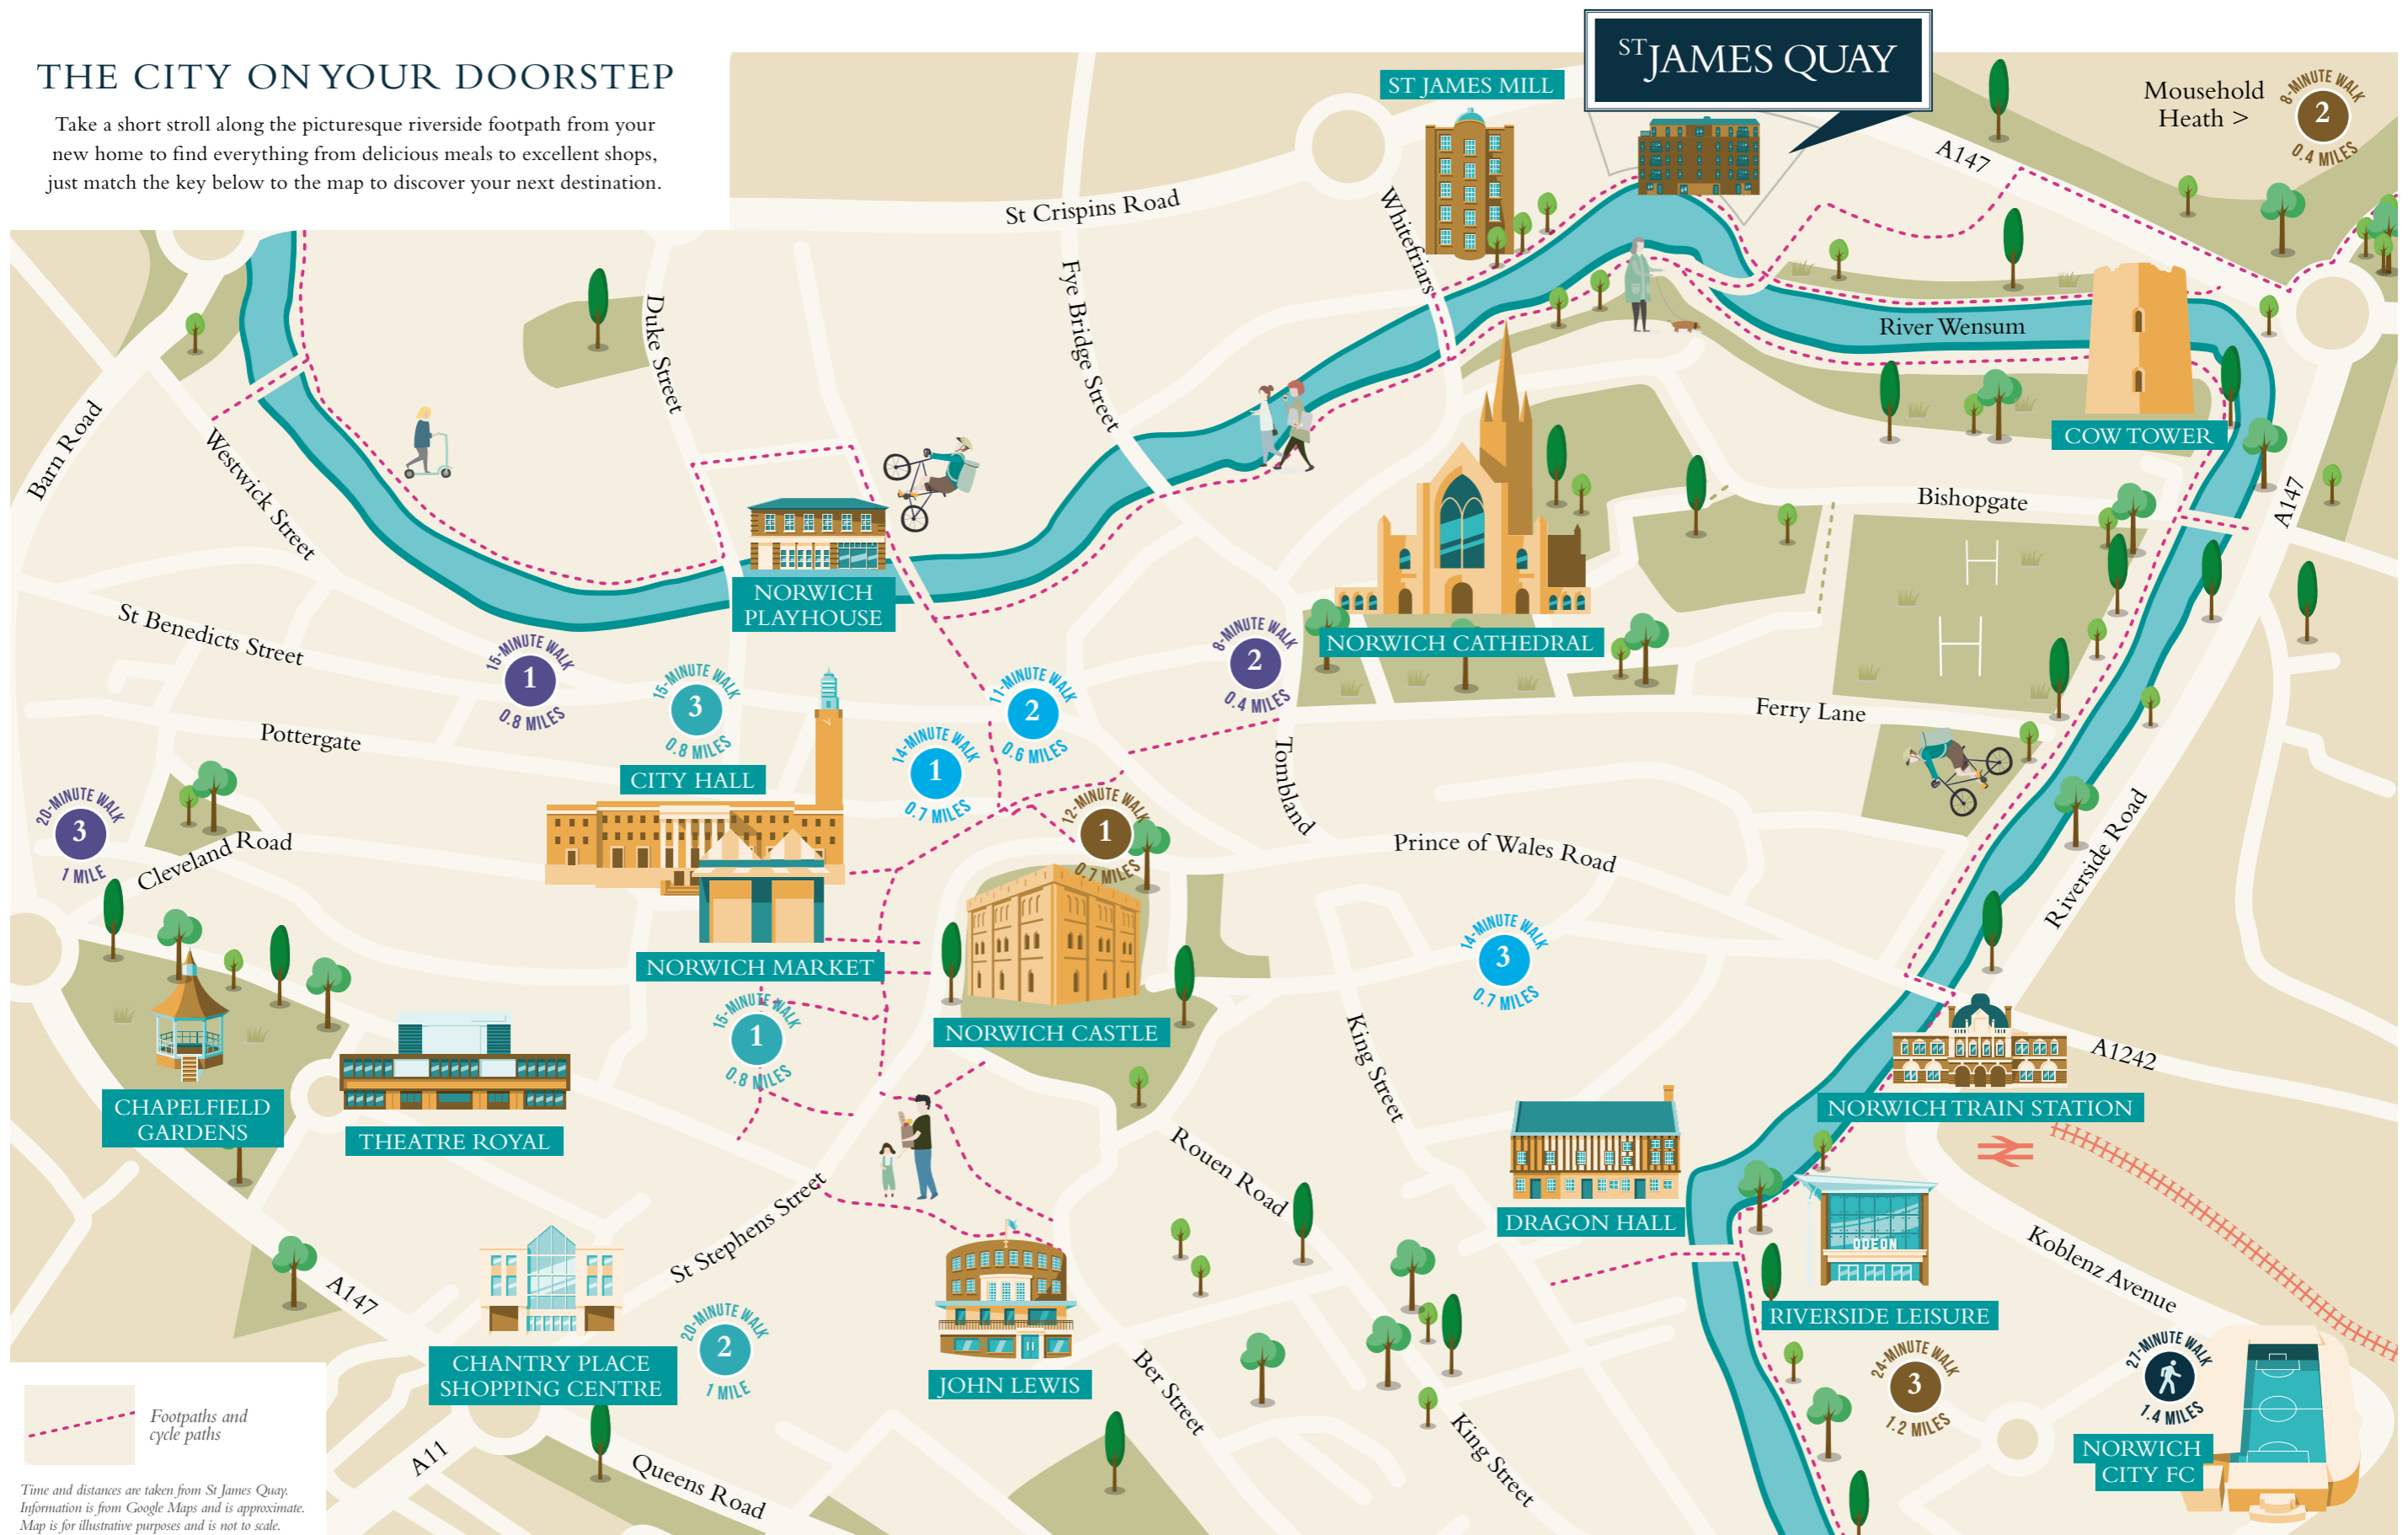 THE CITY ON YOUR DOORSTEP
Take a short stroll along the picturesque riverside footpath from your
new home to find everything from delicious meals to excellent shops,
just match the key below to the map to discover your next destination.
ST JAMES QUAY
ST JAMES MILL
Mousehold
Heath >
8-MINUTE WALK
2
0.4 MILES
A147
St Crispins Road
Whitefriars
Fye Bridge Street
Duke Street
River Wensum
COW TOWER
Barn Road
Westwick Street
Bishopgate
A147
NORWICH
PLAYHOUSE
St Benedicts Street
15-MINUTE WALK
1
0.8 MILES
15-MINUTE WALK
3
0.8 MILES
11-MINUTE WALK
2
0.6 MILES
8-MINUTE WALK
2
0.4 MILES
NORWICH CATHEDRAL
Ferry Lane
Pottergate
CITY HALL
14-MINUTE WALK
1
0.7 MILES
Tombland
20-MINUTE WALK
3
1 MILE
Cleveland Road
12-MINUTE WALK
1
0.7 MILES
Prince of Wales Road
Riverside Road
14-MINUTE WALK
3
0.7 MILES
NORWICH MARKET
15-MINUTE WALK
1
0.8 MILES
NORWICH CASTLE
King Street
A1242
CHAPELFIELD
GARDENS
THEATRE ROYAL
NORWICH TRAIN STATION
Rouen Road
DRAGON HALL
St Stephens Street
ODEON
RIVERSIDE LEISURE
Koblenz Avenue
A147
CHANTRY PLACE
SHOPPING CENTRE
20-MINUTE WALK
2
1 MILE
JOHN LEWIS
Ber Street
King Street
24-MINUTE WALK
3
1.2 MILES
27-MINUTE WALK
1.4 MILES
NORWICH
CITY FC
A11
Queens Road
Footpaths and
cycle paths
Time and distances are taken from St James Quay.
Information is from Google Maps and is approximate.
Map is for illustrative purposes and is not to scale.